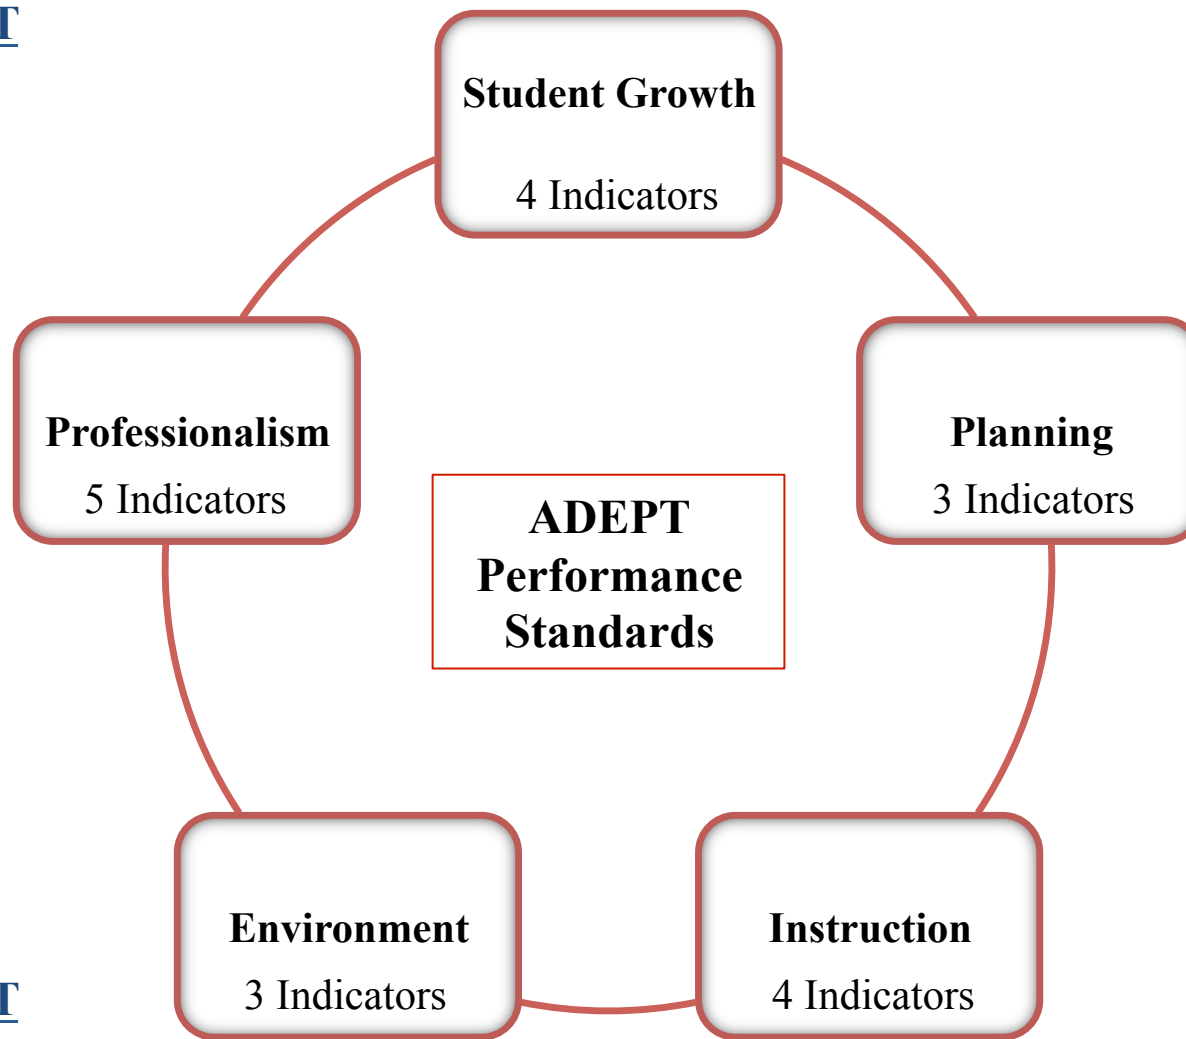 T
Student Growth
4 Indicators
Professionalism
5 Indicators
Planning
3 Indicators
ADEPT
Performance
Standards
Environment
3 Indicators
Instruction
4 Indicators
T